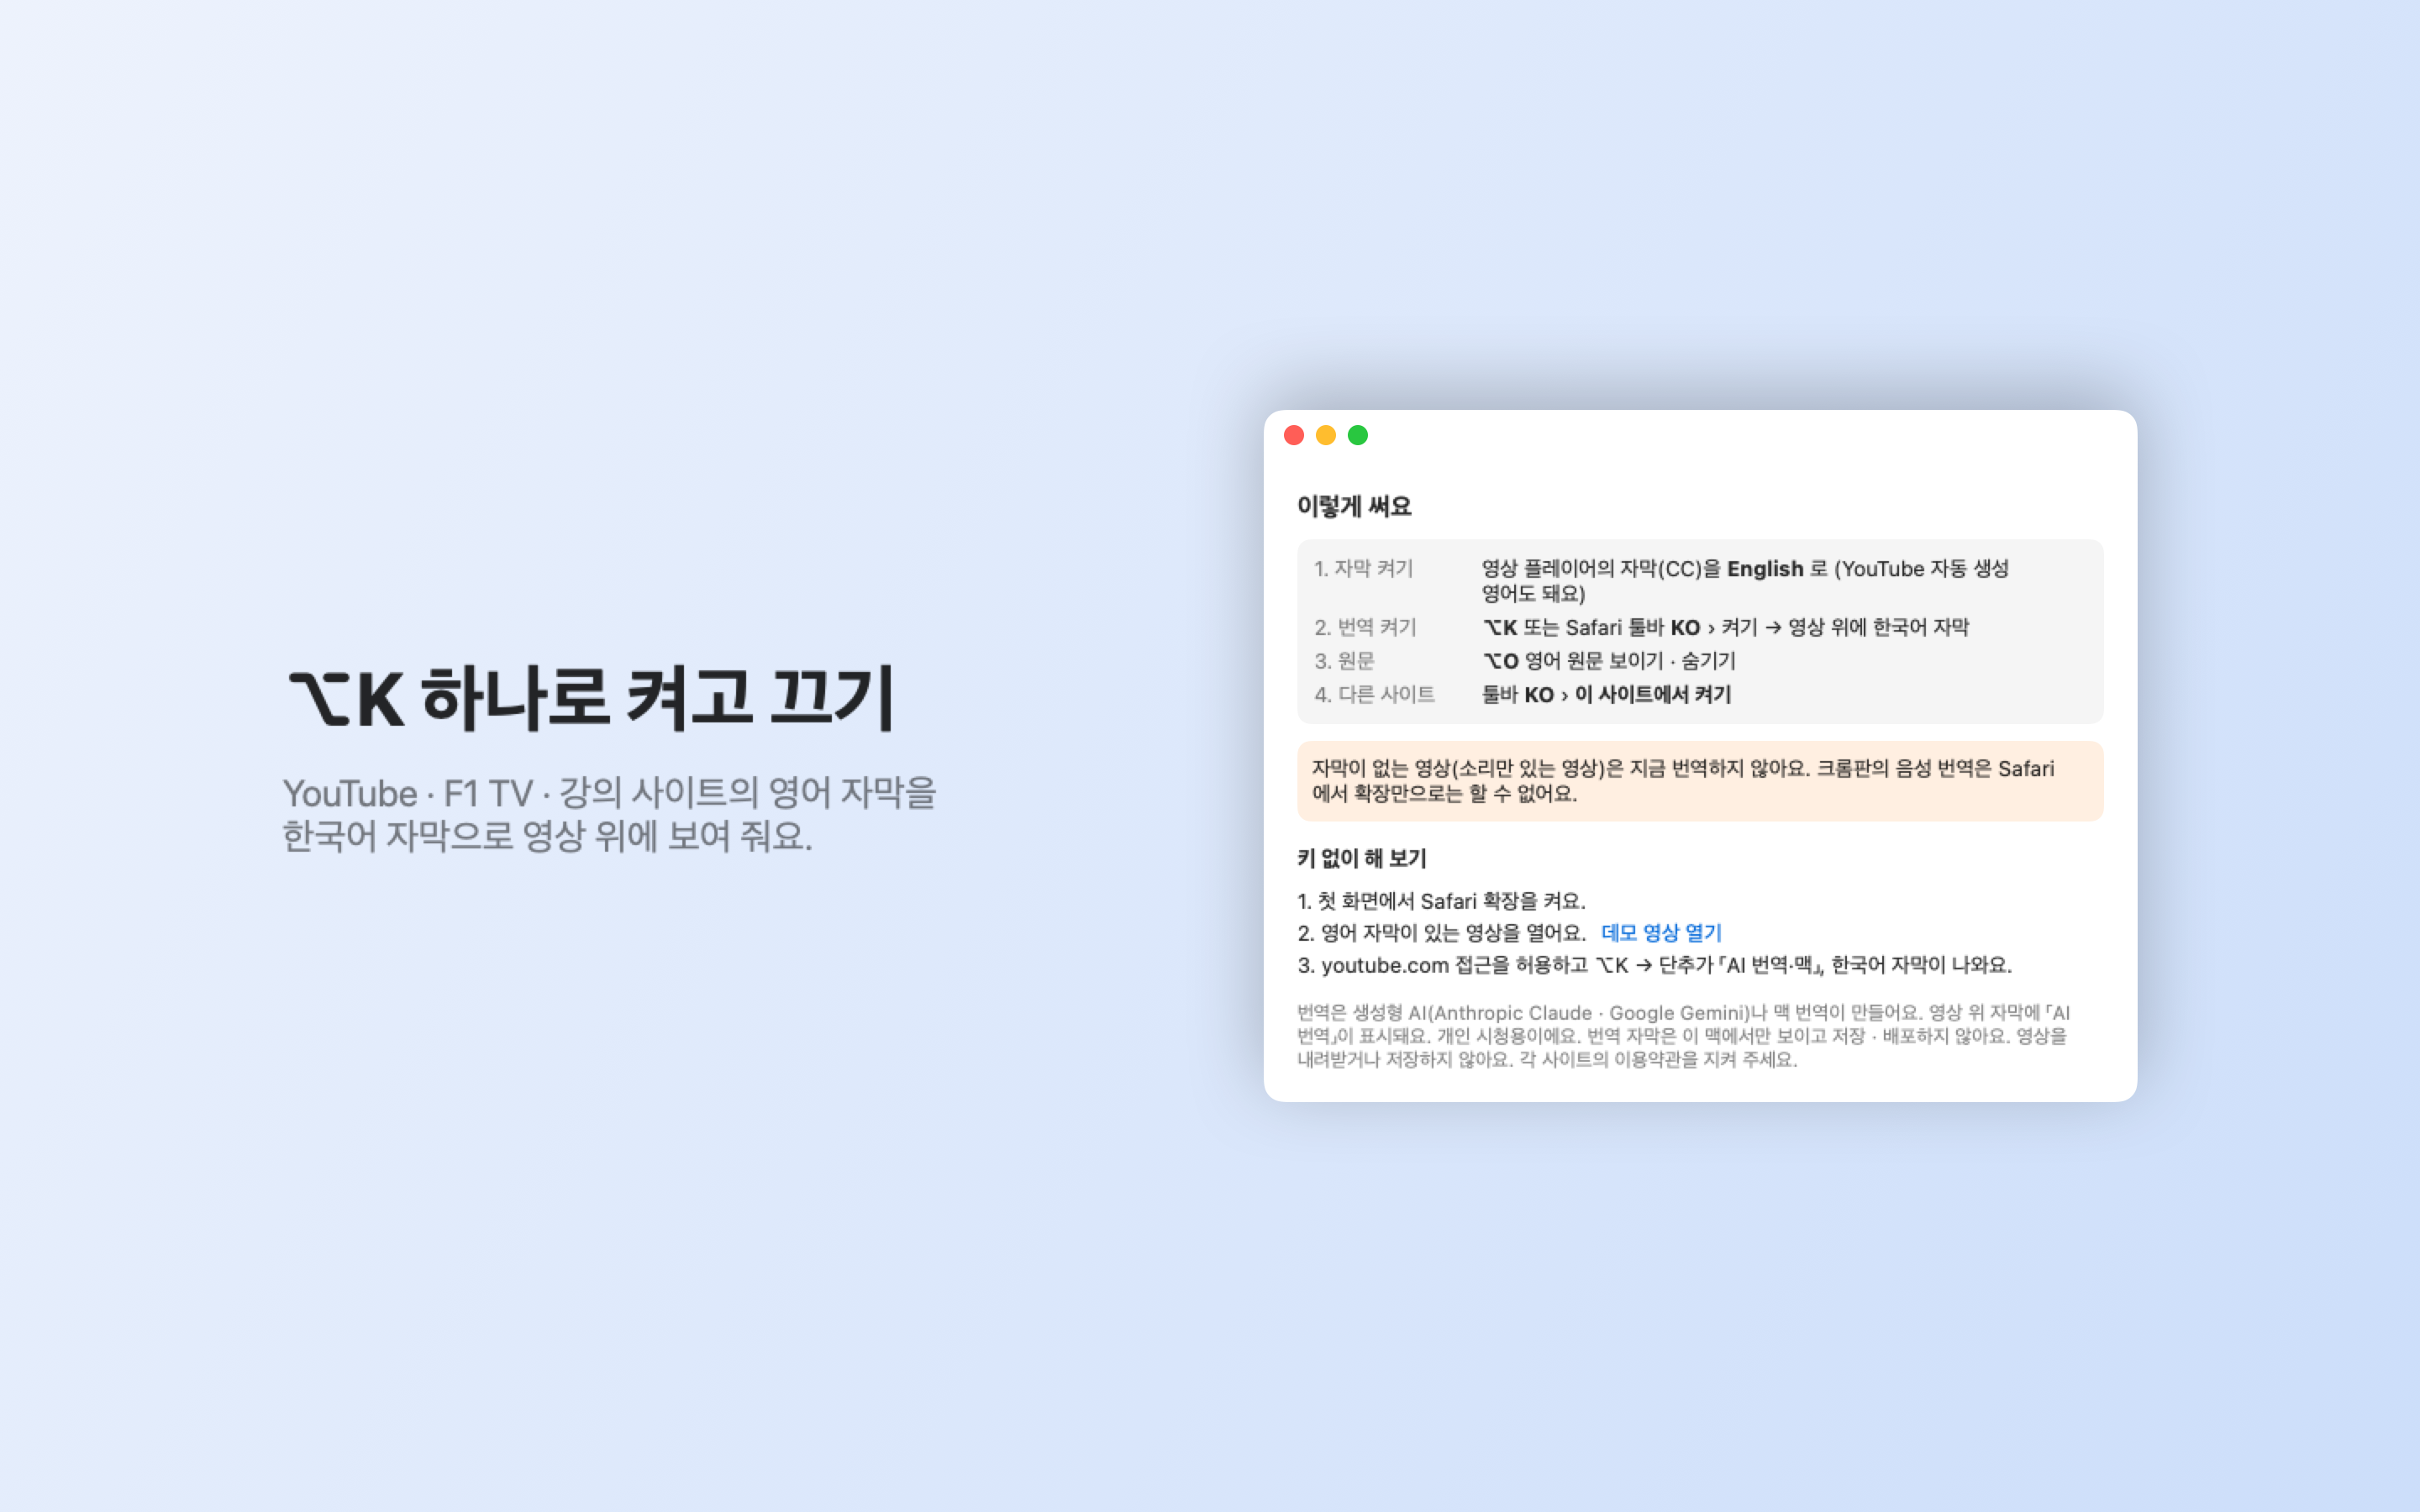 ⌥K 하나로 켜고 끄기
YouTube · F1 TV · 강의 사이트의 영어 자막을
한국어 자막으로 영상 위에 보여 줘요.
이렇게 써요
1. 자막 켜기 영상 플레이어의 자막(CC)을 English 로 (YouTube 자동 생성
영어도 돼요)
2. 번역 켜기 ⌥K 또는 Safari 툴바 KO › 켜기 → 영상 위에 한국어 자막
3. 원문 ⌥O 영어 원문 보이기 · 숨기기
4. 다른 사이트 툴바 KO › 이 사이트에서 켜기
자막이 없는 영상(소리만 있는 영상)은 지금 번역하지 않아요. 크롬판의 음성 번역은 Safari
에서 확장만으로는 할 수 없어요.
키 없이 해 보기
1. 첫 화면에서 Safari 확장을 켜요.
2. 영어 자막이 있는 영상을 열어요. 데모 영상 열기
3. youtube.com 접근을 허용하고 ⌥K → 단추가 「AI 번역·맥」, 한국어 자막이 나와요.
번역은 생성형 AI(Anthropic Claude · Google Gemini)나 맥 번역이 만들어요. 영상 위 자막에 「AI
번역」이 표시돼요. 개인 시청용이에요. 번역 자막은 이 맥에서만 보이고 저장 · 배포하지 않아요. 영상을
내려받거나 저장하지 않아요. 각 사이트의 이용약관을 지켜 주세요.